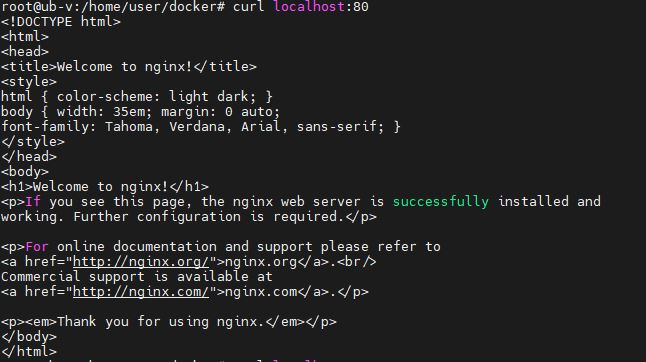 root@ub-v:/home/user/docker# curl localhost:80
<!DOCTYPE html>
<html>
<head>
<title>Welcome to nginx!</title>
<style>
html { color-scheme: light dark; }
body { width: 35em; margin: 0 auto;
font-family: Tahoma, Verdana, Arial, sans-serif; }
</style>
</head>
<body>
<h1>Welcome to nginx!</h1>
<p>If you see this page, the nginx web server is successfully installed and
working. Further configuration is required.</p>

<p>For online documentation and support please refer to
<a href="http://nginx.org/">nginx.org</a>.<br/>
Commercial support is available at
<a href="http://nginx.com/">nginx.com</a>.</p>

<p><em>Thank you for using nginx.</em></p>
</body>
</html>